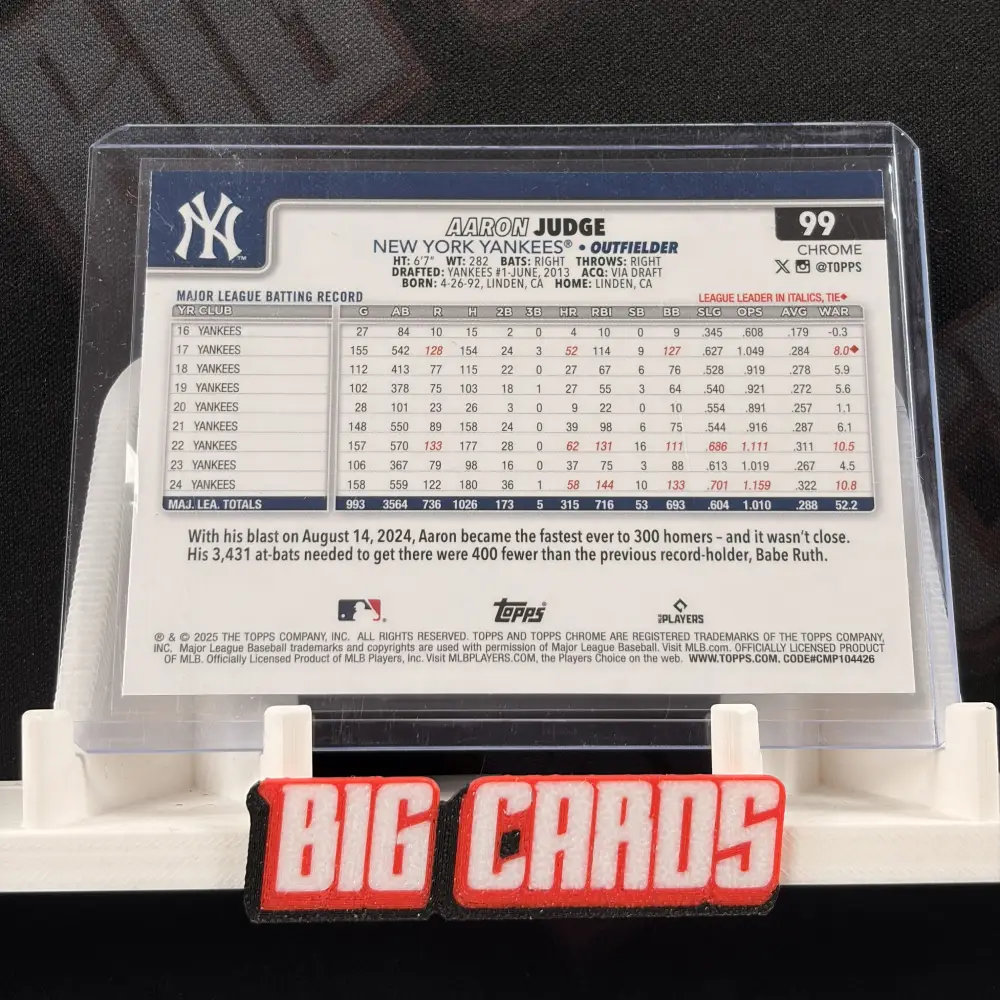 NY
AARON JUDGE
99
NEW YORK YANKEES® • OUTFIELDER
CHROME
HT: 6'7" WT: 282 BATS: RIGHT THROWS: RIGHT
@TOPPS
DRAFTED: YANKEES #1-JUNE, 2013 ACQ: VIA DRAFT
BORN: 4-26-92, LINDEN, CA HOME: LINDEN, CA
MAJOR LEAGUE BATTING RECORD LEAGUE LEADER IN ITALICS, TIE◆
YR CLUB G AB R H 2B 3B HR RBI SB BB SLG OPS AVG WAR
16 YANKEES 27 84 10 15 2 0 4 10 0 9 .345 .608 .179 -0.3
17 YANKEES 155 542 128 154 24 3 52 114 9 127 .627 1.049 .284 8.0◆
18 YANKEES 112 413 77 115 22 0 27 67 6 76 .528 .919 .278 5.9
19 YANKEES 102 378 75 103 18 1 27 55 3 64 .540 .921 .272 5.6
20 YANKEES 28 101 23 26 3 0 9 22 0 10 .554 .891 .257 1.1
21 YANKEES 148 550 89 158 24 0 39 98 6 75 .544 .916 .287 6.1
22 YANKEES 157 570 133 177 28 0 62 131 16 111 .686 1.111 .311 10.5
23 YANKEES 106 367 79 98 16 0 37 75 3 88 .613 1.019 .267 4.5
24 YANKEES 158 559 122 180 36 1 58 144 10 133 .701 1.159 .322 10.8
MAJ. LEA. TOTALS 993 3564 736 1026 173 5 315 716 53 693 .604 1.010 .288 52.2
With his blast on August 14, 2024, Aaron became the fastest ever to 300 homers – and it wasn't close.
His 3,431 at-bats needed to get there were 400 fewer than the previous record-holder, Babe Ruth.
Topps
PLAYERS
® & © 2025 THE TOPPS COMPANY, INC. ALL RIGHTS RESERVED. TOPPS AND TOPPS CHROME ARE REGISTERED TRADEMARKS OF THE TOPPS COMPANY,
INC. Major League Baseball trademarks and copyrights are used with permission of Major League Baseball. Visit MLB.com. OFFICIALLY LICENSED PRODUCT
OF MLB. Officially Licensed Product of MLB Players, Inc. Visit MLBPLAYERS.COM, the Players Choice on the web. WWW.TOPPS.COM. CODE#CMP104426
BIG CARDS